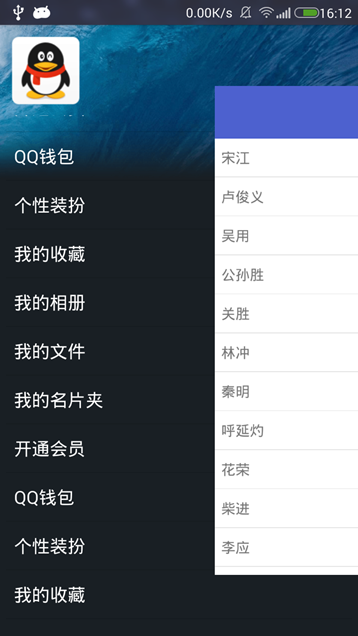 0.00K/s 16:12
QQ钱包
个性装扮
我的收藏
我的相册
我的文件
我的名片夹
开通会员
QQ钱包
个性装扮
我的收藏
宋江
卢俊义
吴用
公孙胜
关胜
林冲
秦明
呼延灼
花荣
柴进
李应